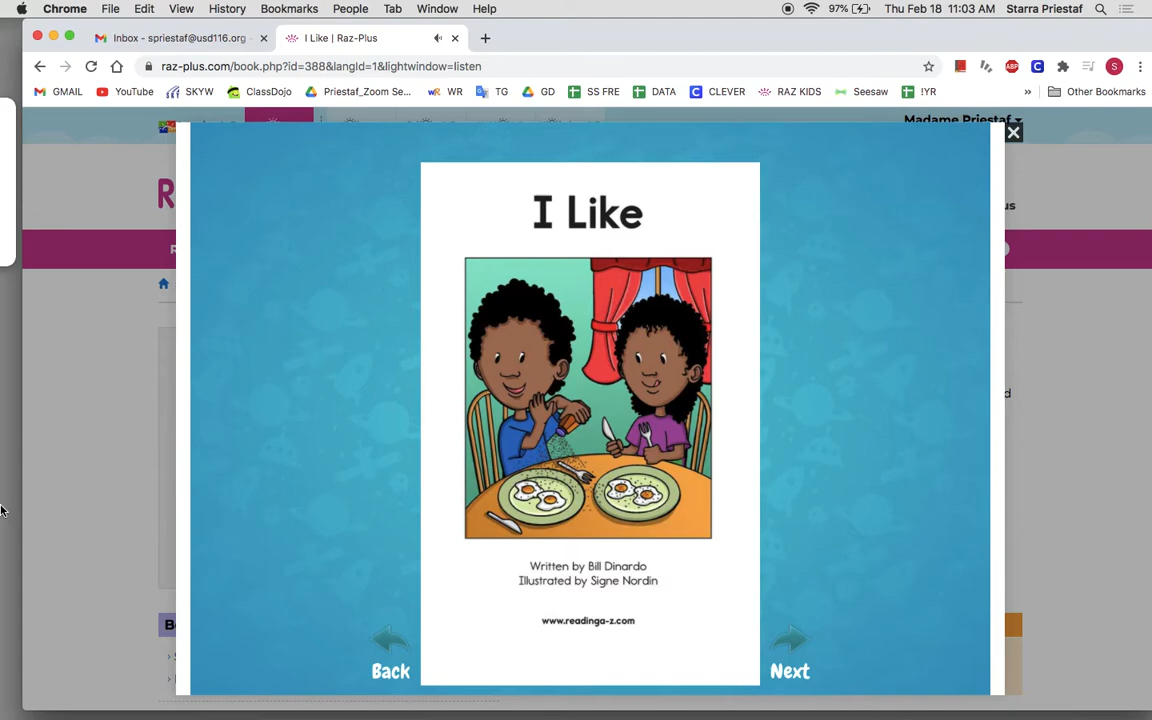 Chrome File Edit View History Bookmarks People Tab Window Help 97% Thu Feb 18 11:03 AM Starra Priestaf
Inbox - spriestaf@usd116.org I Like | Raz-Plus
raz-plus.com/book.php?id=388&langId=1&lightwindow=listen
GMAIL YouTube SKYW ClassDojo Priestaf_Zoom Se... WR TG GD SS FRE DATA CLEVER RAZ KIDS Seesaw !YR » Other Bookmarks
Madame Priestaf
I Like
Written by Bill Dinardo
Illustrated by Signe Nordin
www.readinga-z.com
Back Next